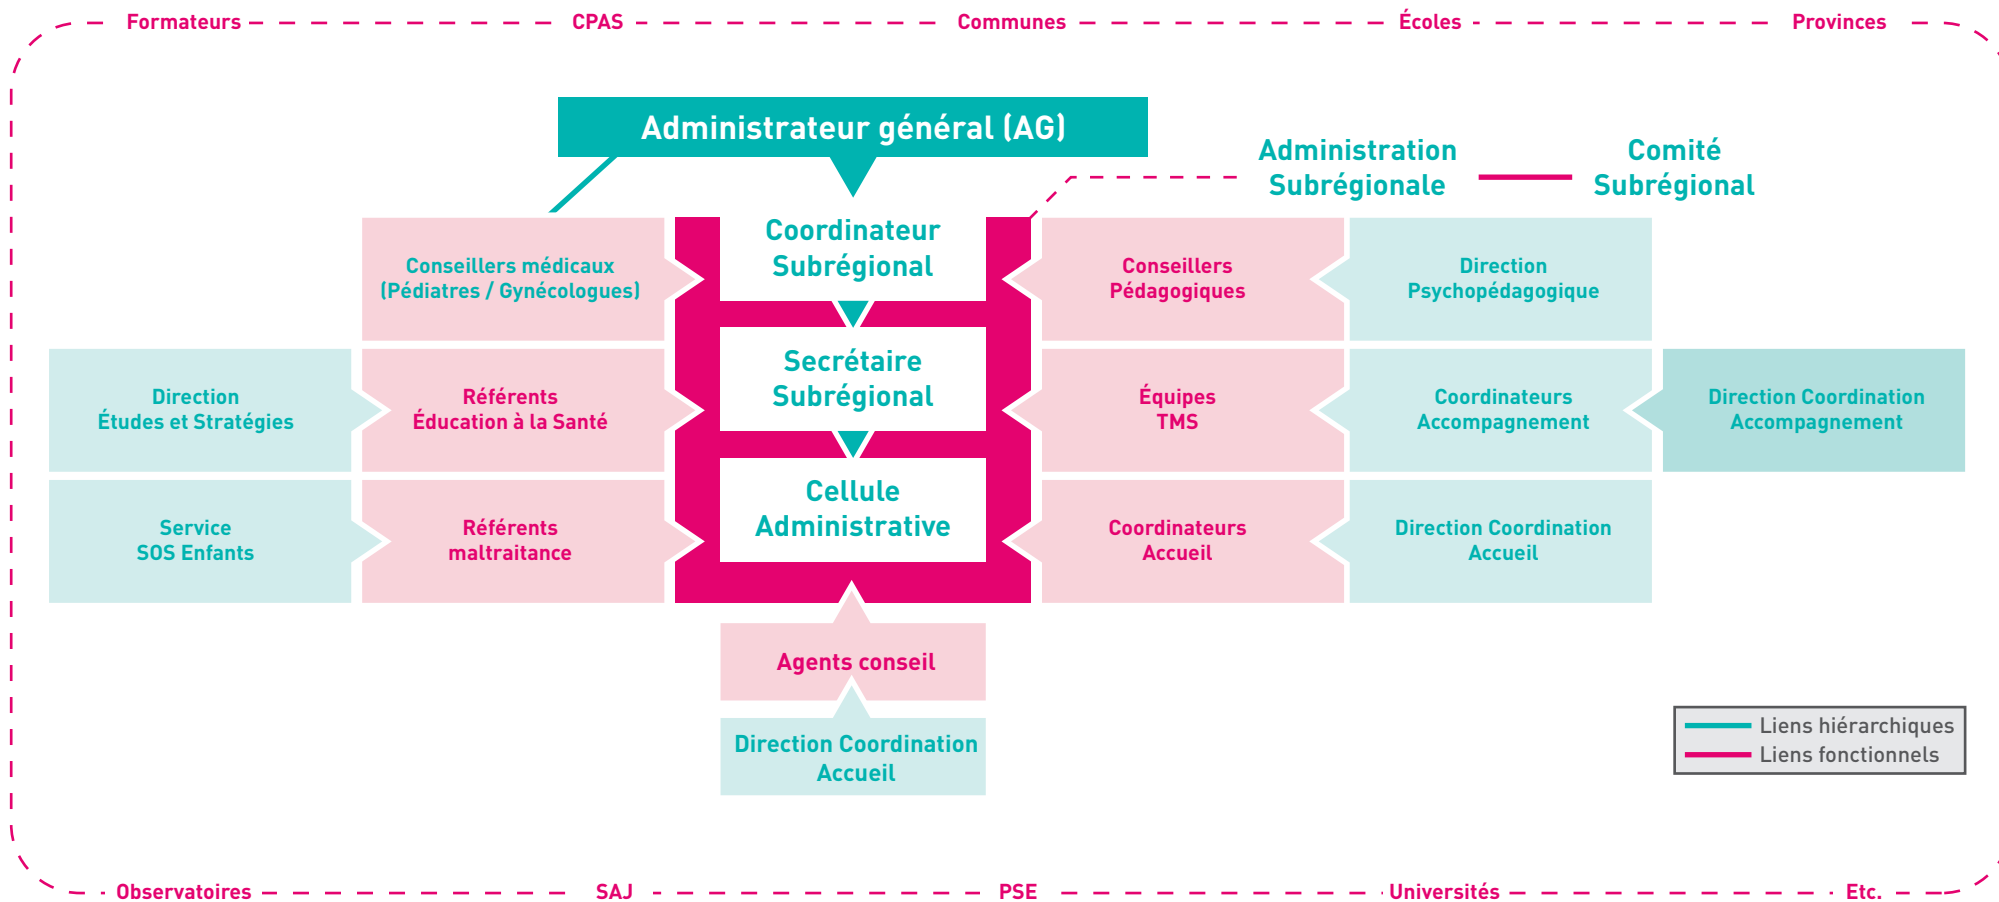 Formateurs
CPAS
Communes
Écoles
Provinces
Administrateur général (AG)
Administration
Subrégionale
Comité
Subrégional
Coordinateur
Subrégional
Conseillers médicaux
(Pédiatres / Gynécologues)
Conseillers
Pédagogiques
Direction
Psychopédagogique
Direction
Études et Stratégies
Référents
Éducation à la Santé
Secrétaire
Subrégional
Équipes
TMS
Coordinateurs
Accompagnement
Direction Coordination
Accompagnement
Service
SOS Enfants
Référents
maltraitance
Cellule
Administrative
Coordinateurs
Accueil
Direction Coordination
Accueil
Agents conseil
Direction Coordination
Accueil
Liens hiérarchiques
Liens fonctionnels
Observatoires
SAJ
PSE
Universités
Etc.